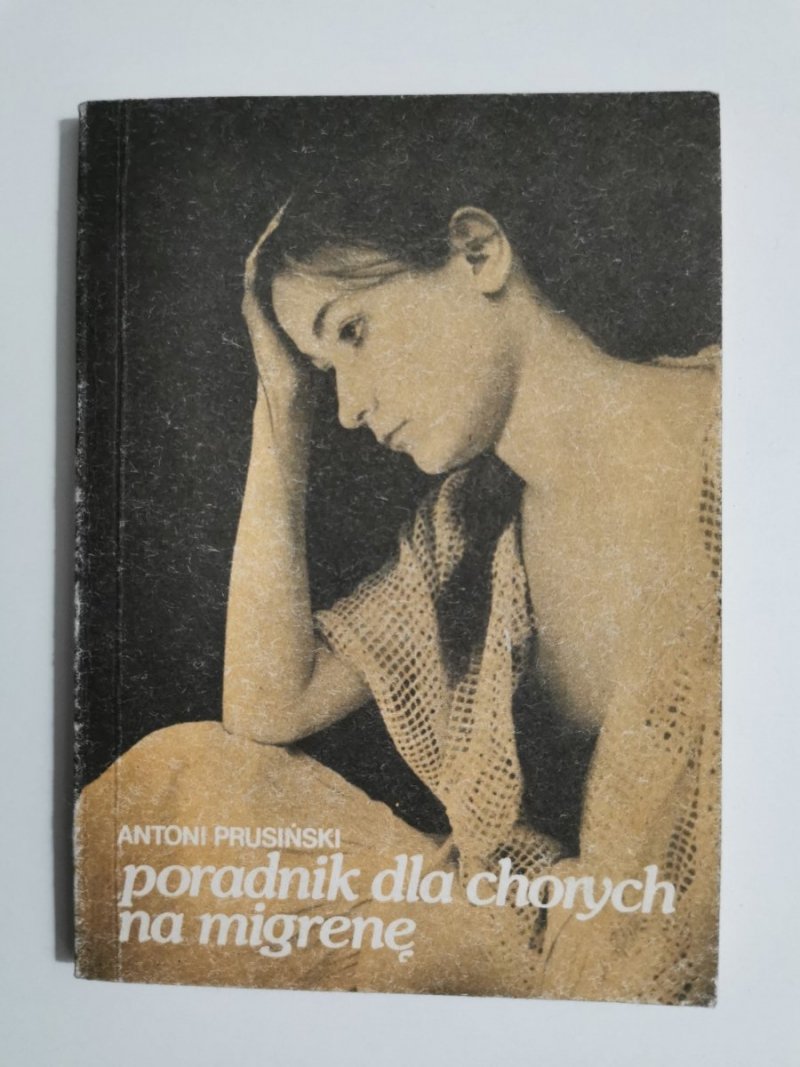 ANTONI PRUSIŃSKI
poradnik dla chorych
na migrenę